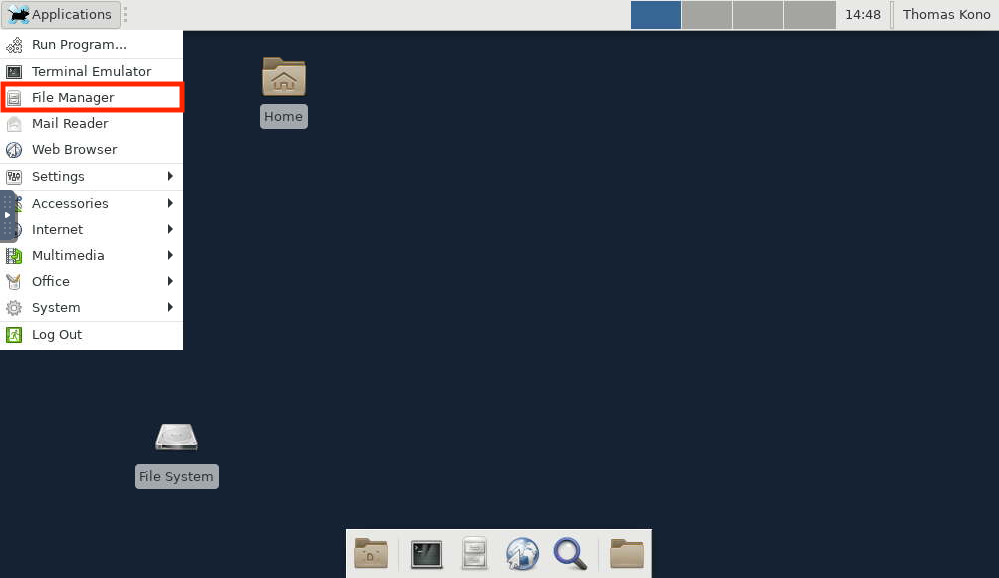 Applications
14:48
Thomas Kono
Run Program...
Terminal Emulator
File Manager
Mail Reader
Web Browser
Settings
Accessories
Internet
Multimedia
Office
System
Log Out
Home
File System